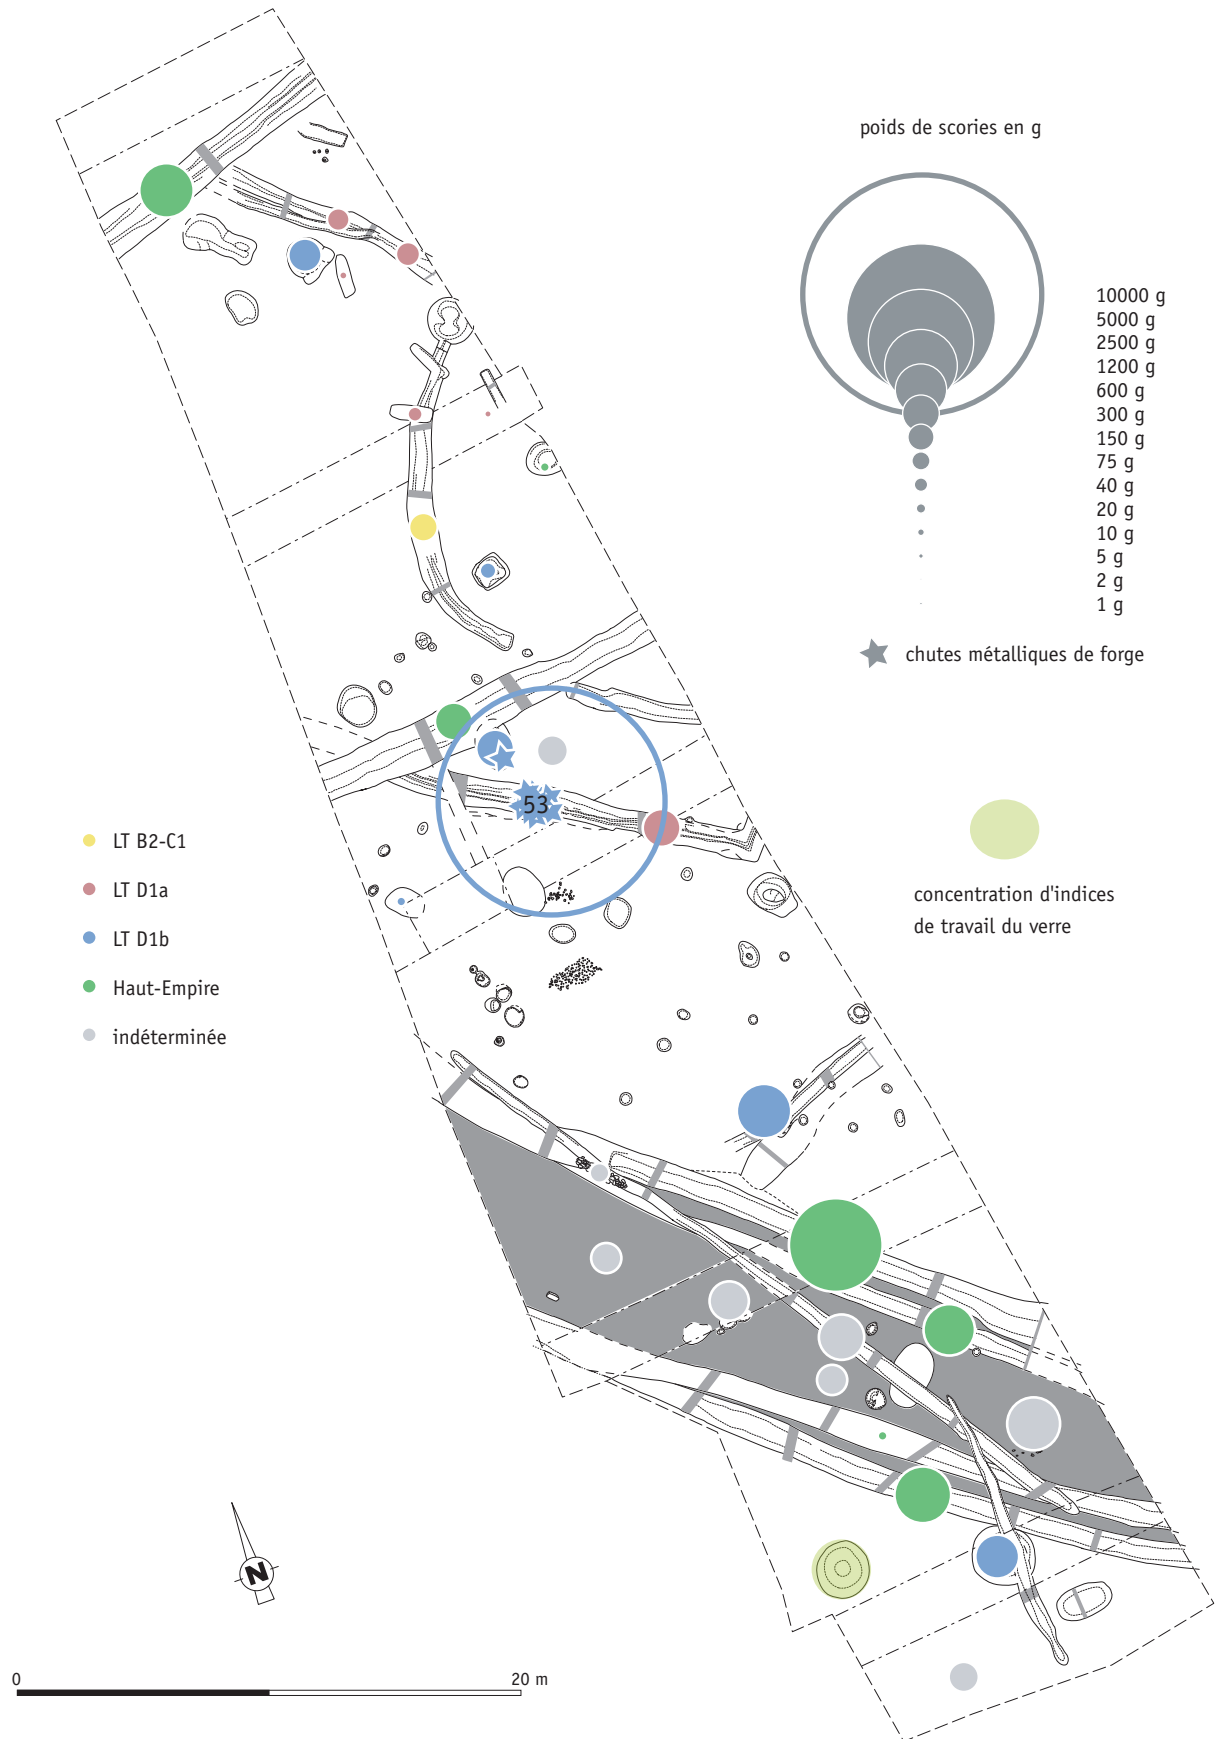 poids de scories en g
10000 g
5000 g
2500 g
1200 g
600 g
300 g
150 g
75 g
40 g
20 g
10 g
5 g
2 g
1 g
chutes métalliques de forge
53
LT B2-C1
LT D1a
LT D1b
Haut-Empire
indéterminée
concentration d'indices
de travail du verre
N
0
20 m